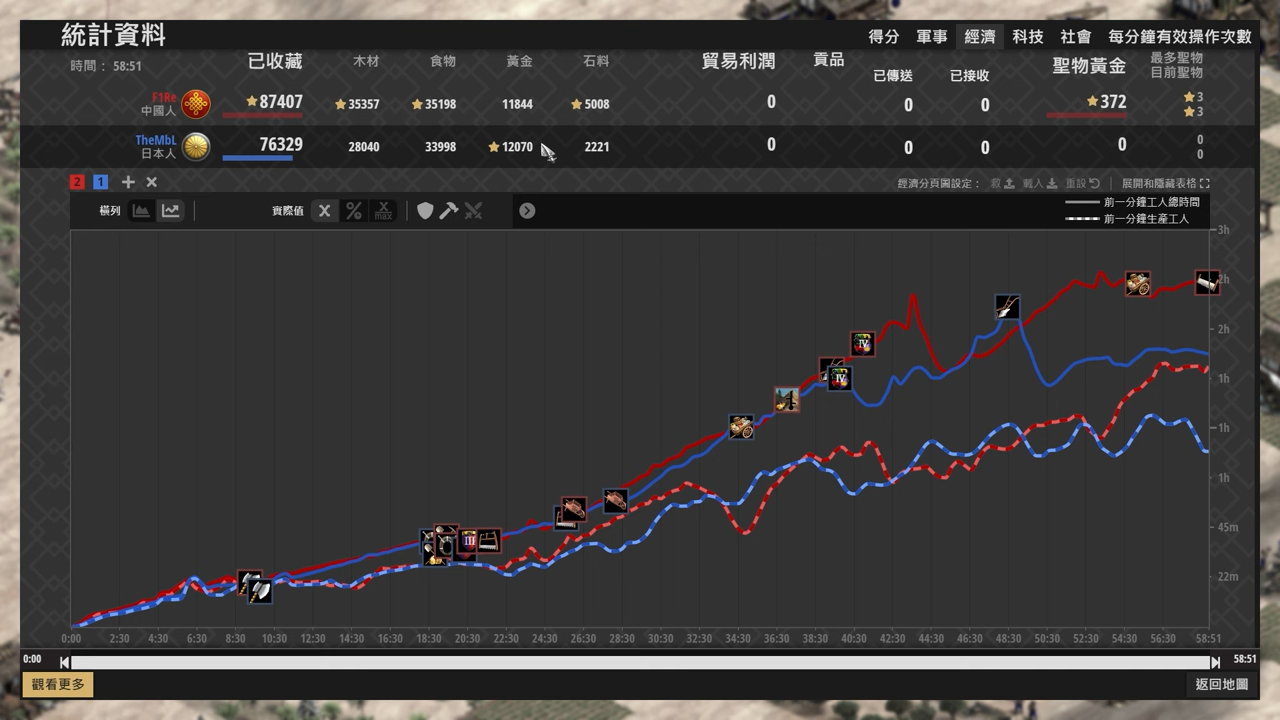 統計資料
得分 軍事 經濟 科技 社會 每分鐘有效操作次數
時間： 58:51
已收藏 木材 食物 黃金 石料 貿易利潤 貢品 已傳送 已接收 聖物黃金 最多聖物
目前聖物
F1Re
中國人
87407 35357 35198 11844 5008 0 0 0 372 3
3
TheMbL
日本人
76329 28040 33998 12070 2221 0 0 0 0 0
0
2 1
經濟分頁圖設定： 載入 重設 展開和隱藏表格
橫列 實際值 X % X max
前一分鐘工人總時間
前一分鐘生產工人
3h
2h
2h
1h
1h
1h
45m
22m
IV
IV
III
0:00 2:30 4:30 6:30 8:30 10:30 12:30 14:30 16:30 18:30 20:30 22:30 24:30 26:30 28:30 30:30 32:30 34:30 36:30 38:30 40:30 42:30 44:30 46:30 48:30 50:30 52:30 54:30 56:30 58:51
0:00 58:51
觀看更多 返回地圖